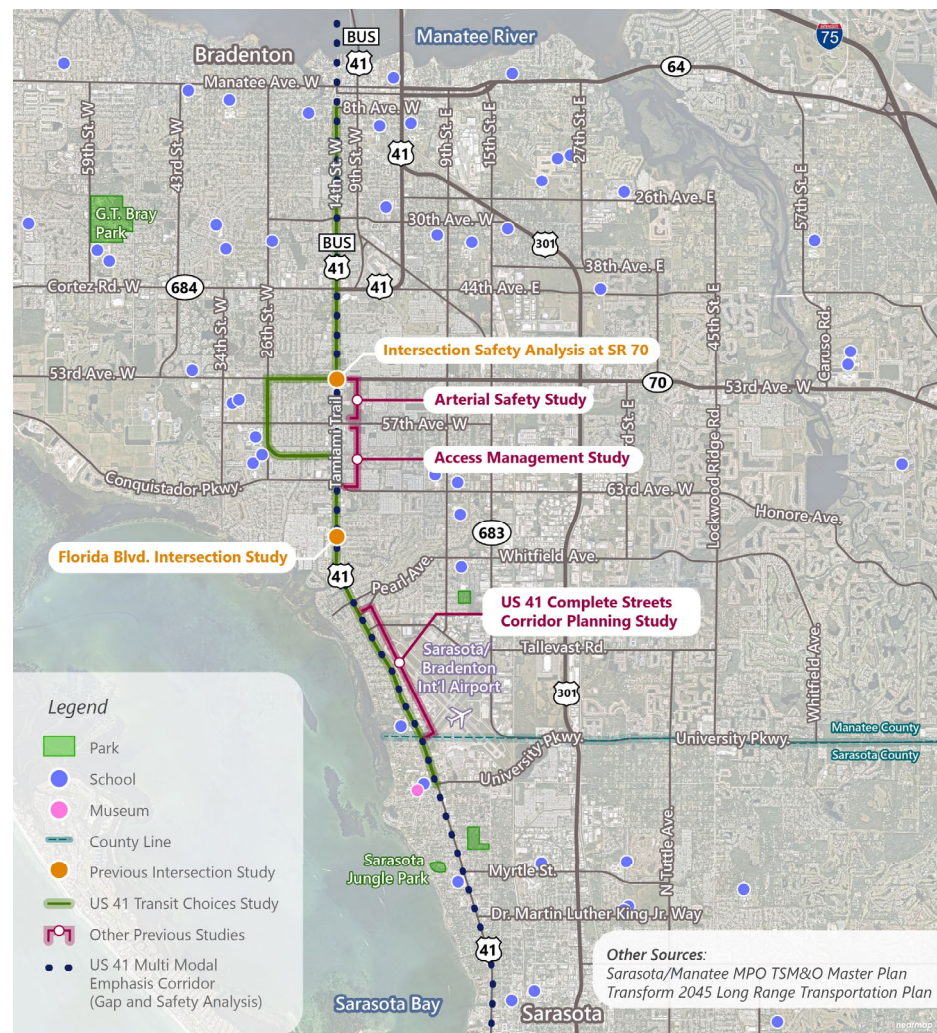 BUS
41
Bradenton
Manatee River
INTERSTATE
75
64
Manatee Ave. W
8th Ave. W
59th St. W
43rd St. W
14th St. W
9th St. W
41
9th St. E
15th St. E
27th St. E
57th St. E
26th Ave. E
G.T. Bray
Park
30th Ave. W
BUS
41
301
38th Ave. E
Cortez Rd. W
684
41
44th Ave. E
34th St. W
26th St. W
45th St. E
Caruso Rd.
Intersection Safety Analysis at SR 70
53rd Ave. W
70
53rd Ave. W
Arterial Safety Study
Tamiami Trail
57th Ave. W
rd St. E
Lockwood Ridge Rd.
Access Management Study
Conquistador Pkwy.
63rd Ave. W
Honore Ave.
683
Florida Blvd. Intersection Study
Whitfield Ave.
41
Pearl Ave.
US 41 Complete Streets
Corridor Planning Study
Tallevast Rd.
Whitfield Ave.
Sarasota/
Bradenton
Int'l Airport
301
Manatee County
University Pkwy.
Sarasota County
University Pkwy.
N Tuttle Ave.
Sarasota
Jungle Park
Myrtle St.
Dr. Martin Luther King Jr. Way
41
Sarasota Bay
Sarasota
Legend
Park
School
Museum
County Line
Previous Intersection Study
US 41 Transit Choices Study
Other Previous Studies
US 41 Multi Modal
Emphasis Corridor
(Gap and Safety Analysis)
Other Sources:
Sarasota/Manatee MPO TSM&O Master Plan
Transform 2045 Long Range Transportation Plan
nearmap